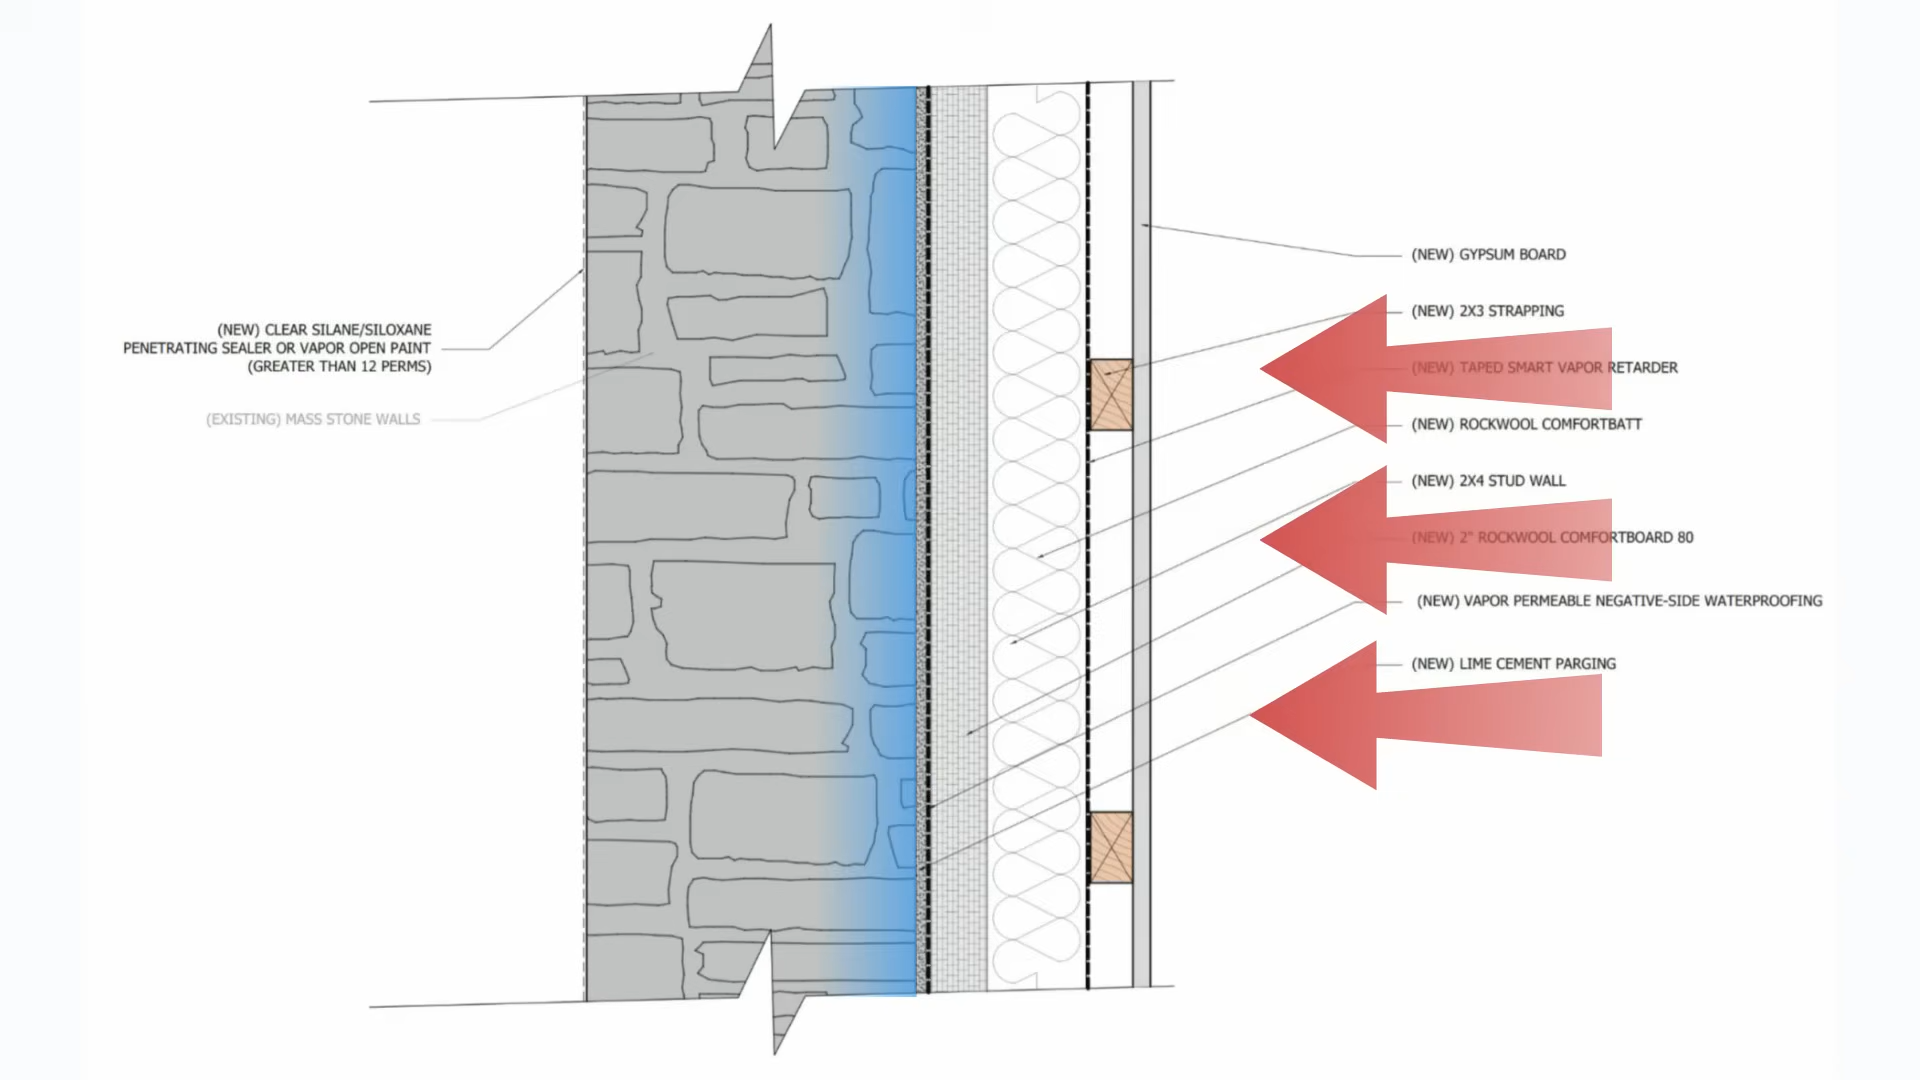 (NEW) CLEAR SILANE/SILOXANE
PENETRATING SEALER OR VAPOR OPEN PAINT
(GREATER THAN 12 PERMS)
(EXISTING) MASS STONE WALLS
(NEW) GYPSUM BOARD
(NEW) 2X3 STRAPPING
(NEW) TAPED SMART VAPOR RETARDER
(NEW) ROCKWOOL COMFORTBATT
(NEW) 2X4 STUD WALL
(NEW) 2" ROCKWOOL COMFORTBOARD 80
(NEW) VAPOR PERMEABLE NEGATIVE-SIDE WATERPROOFING
(NEW) LIME CEMENT PARGING